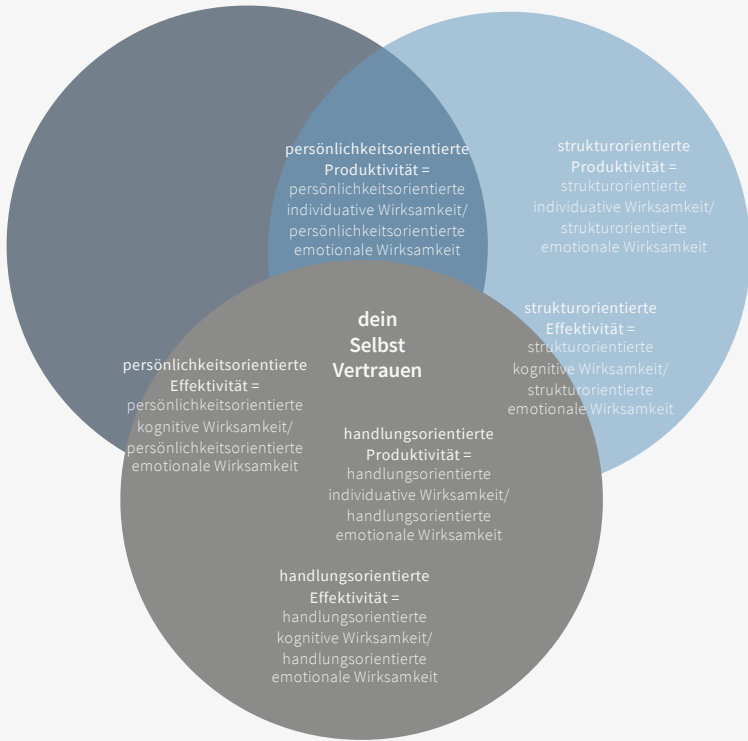 persönlichkeitsorientierte
Produktivität =
persönlichkeitsorientierte
individuative Wirksamkeit/
persönlichkeitsorientierte
emotionale Wirksamkeit
strukturorientierte
Produktivität =
strukturorientierte
individuative Wirksamkeit/
strukturorientierte
emotionale Wirksamkeit
dein
Selbst
Vertrauen
strukturorientierte
Effektivität =
strukturorientierte
kognitive Wirksamkeit/
strukturorientierte
emotionale Wirksamkeit
persönlichkeitsorientierte
Effektivität =
persönlichkeitsorientierte
kognitive Wirksamkeit/
persönlichkeitsorientierte
emotionale Wirksamkeit
handlungsorientierte
Produktivität =
handlungsorientierte
individuative Wirksamkeit/
handlungsorientierte
emotionale Wirksamkeit
handlungsorientierte
Effektivität =
handlungsorientierte
kognitive Wirksamkeit/
handlungsorientierte
emotionale Wirksamkeit